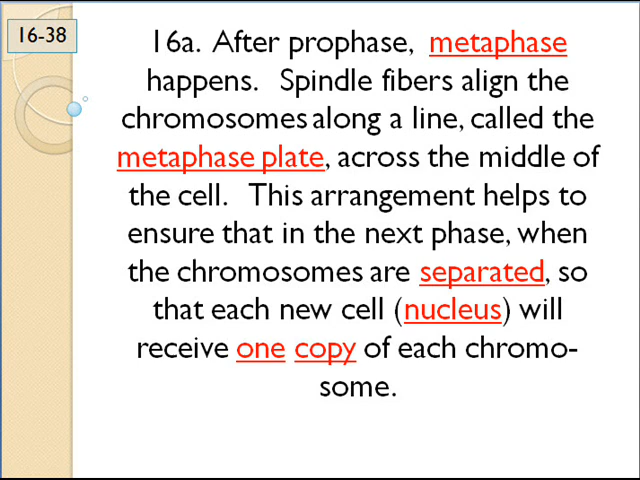 16-38
16a. After prophase, metaphase
happens. Spindle fibers align the
chromosomes along a line, called the
metaphase plate, across the middle of
the cell. This arrangement helps to
ensure that in the next phase, when
the chromosomes are separated, so
that each new cell (nucleus) will
receive one copy of each chromo-
some.